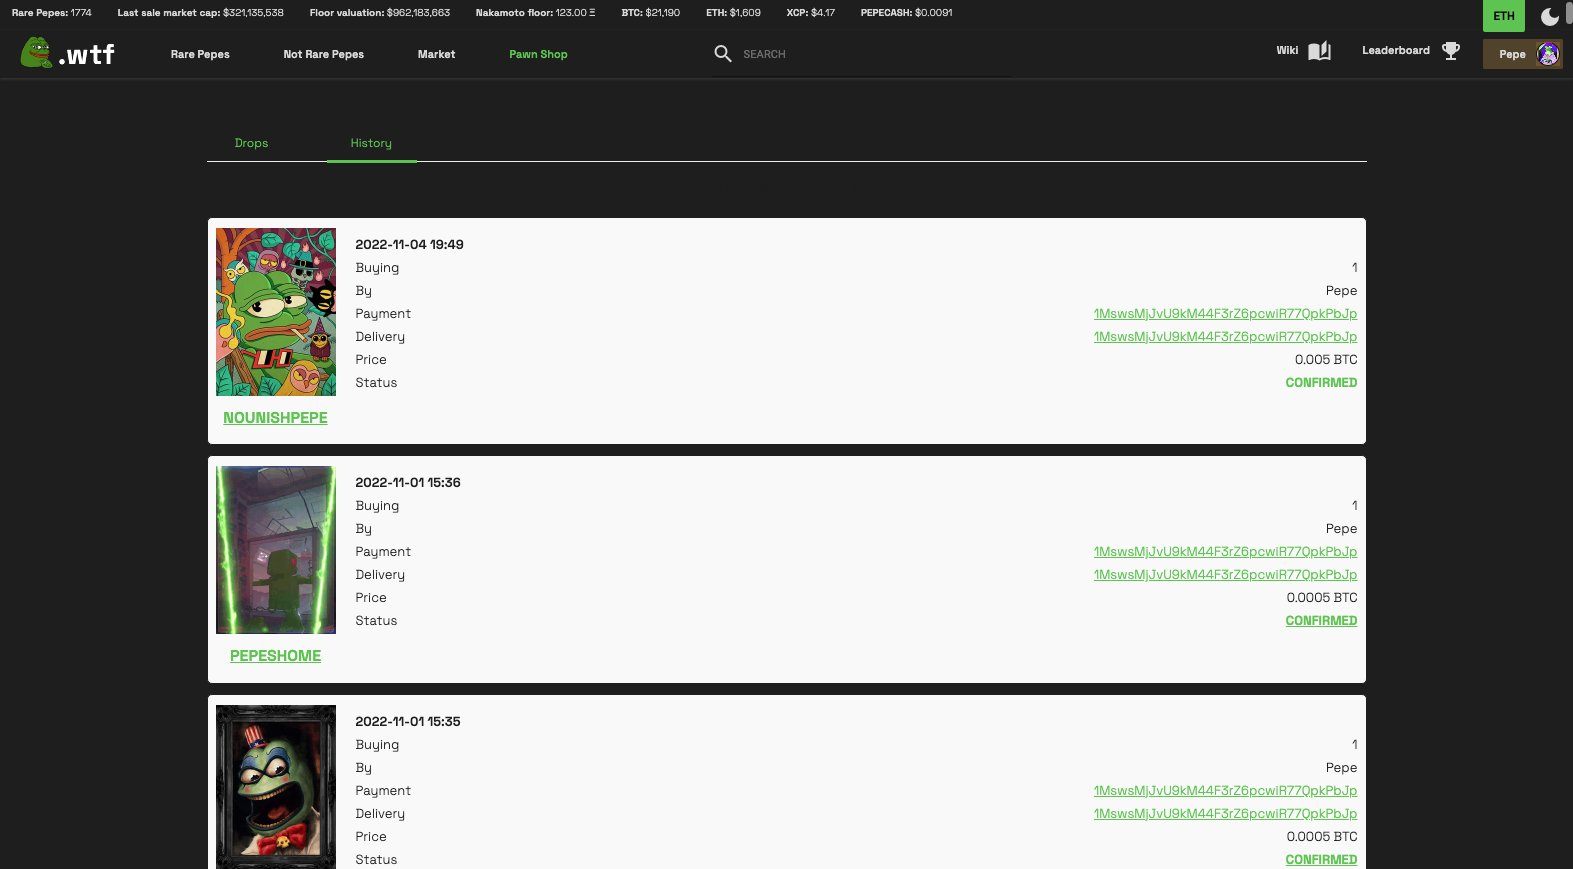 Rare Pepes: 1774 Last sale market cap: $321,135,538 Floor valuation: $962,183,663 Nakamoto floor: 123.00 Ξ BTC: $21,190 ETH: $1,609 XCP: $4.17 PEPECASH: $0.0091 ETH
.wtf Rare Pepes Not Rare Pepes Market Pawn Shop SEARCH Wiki Leaderboard Pepe
Drops History
2022-11-04 19:49
Buying 1
By Pepe
Payment 1MswsMjJvU9kM44F3rZ6pcwiR77QpkPbJp
Delivery 1MswsMjJvU9kM44F3rZ6pcwiR77QpkPbJp
Price 0.005 BTC
Status CONFIRMED
NOUNISHPEPE
2022-11-01 15:36
Buying 1
By Pepe
Payment 1MswsMjJvU9kM44F3rZ6pcwiR77QpkPbJp
Delivery 1MswsMjJvU9kM44F3rZ6pcwiR77QpkPbJp
Price 0.0005 BTC
Status CONFIRMED
PEPESHOME
2022-11-01 15:35
Buying 1
By Pepe
Payment 1MswsMjJvU9kM44F3rZ6pcwiR77QpkPbJp
Delivery 1MswsMjJvU9kM44F3rZ6pcwiR77QpkPbJp
Price 0.0005 BTC
Status CONFIRMED